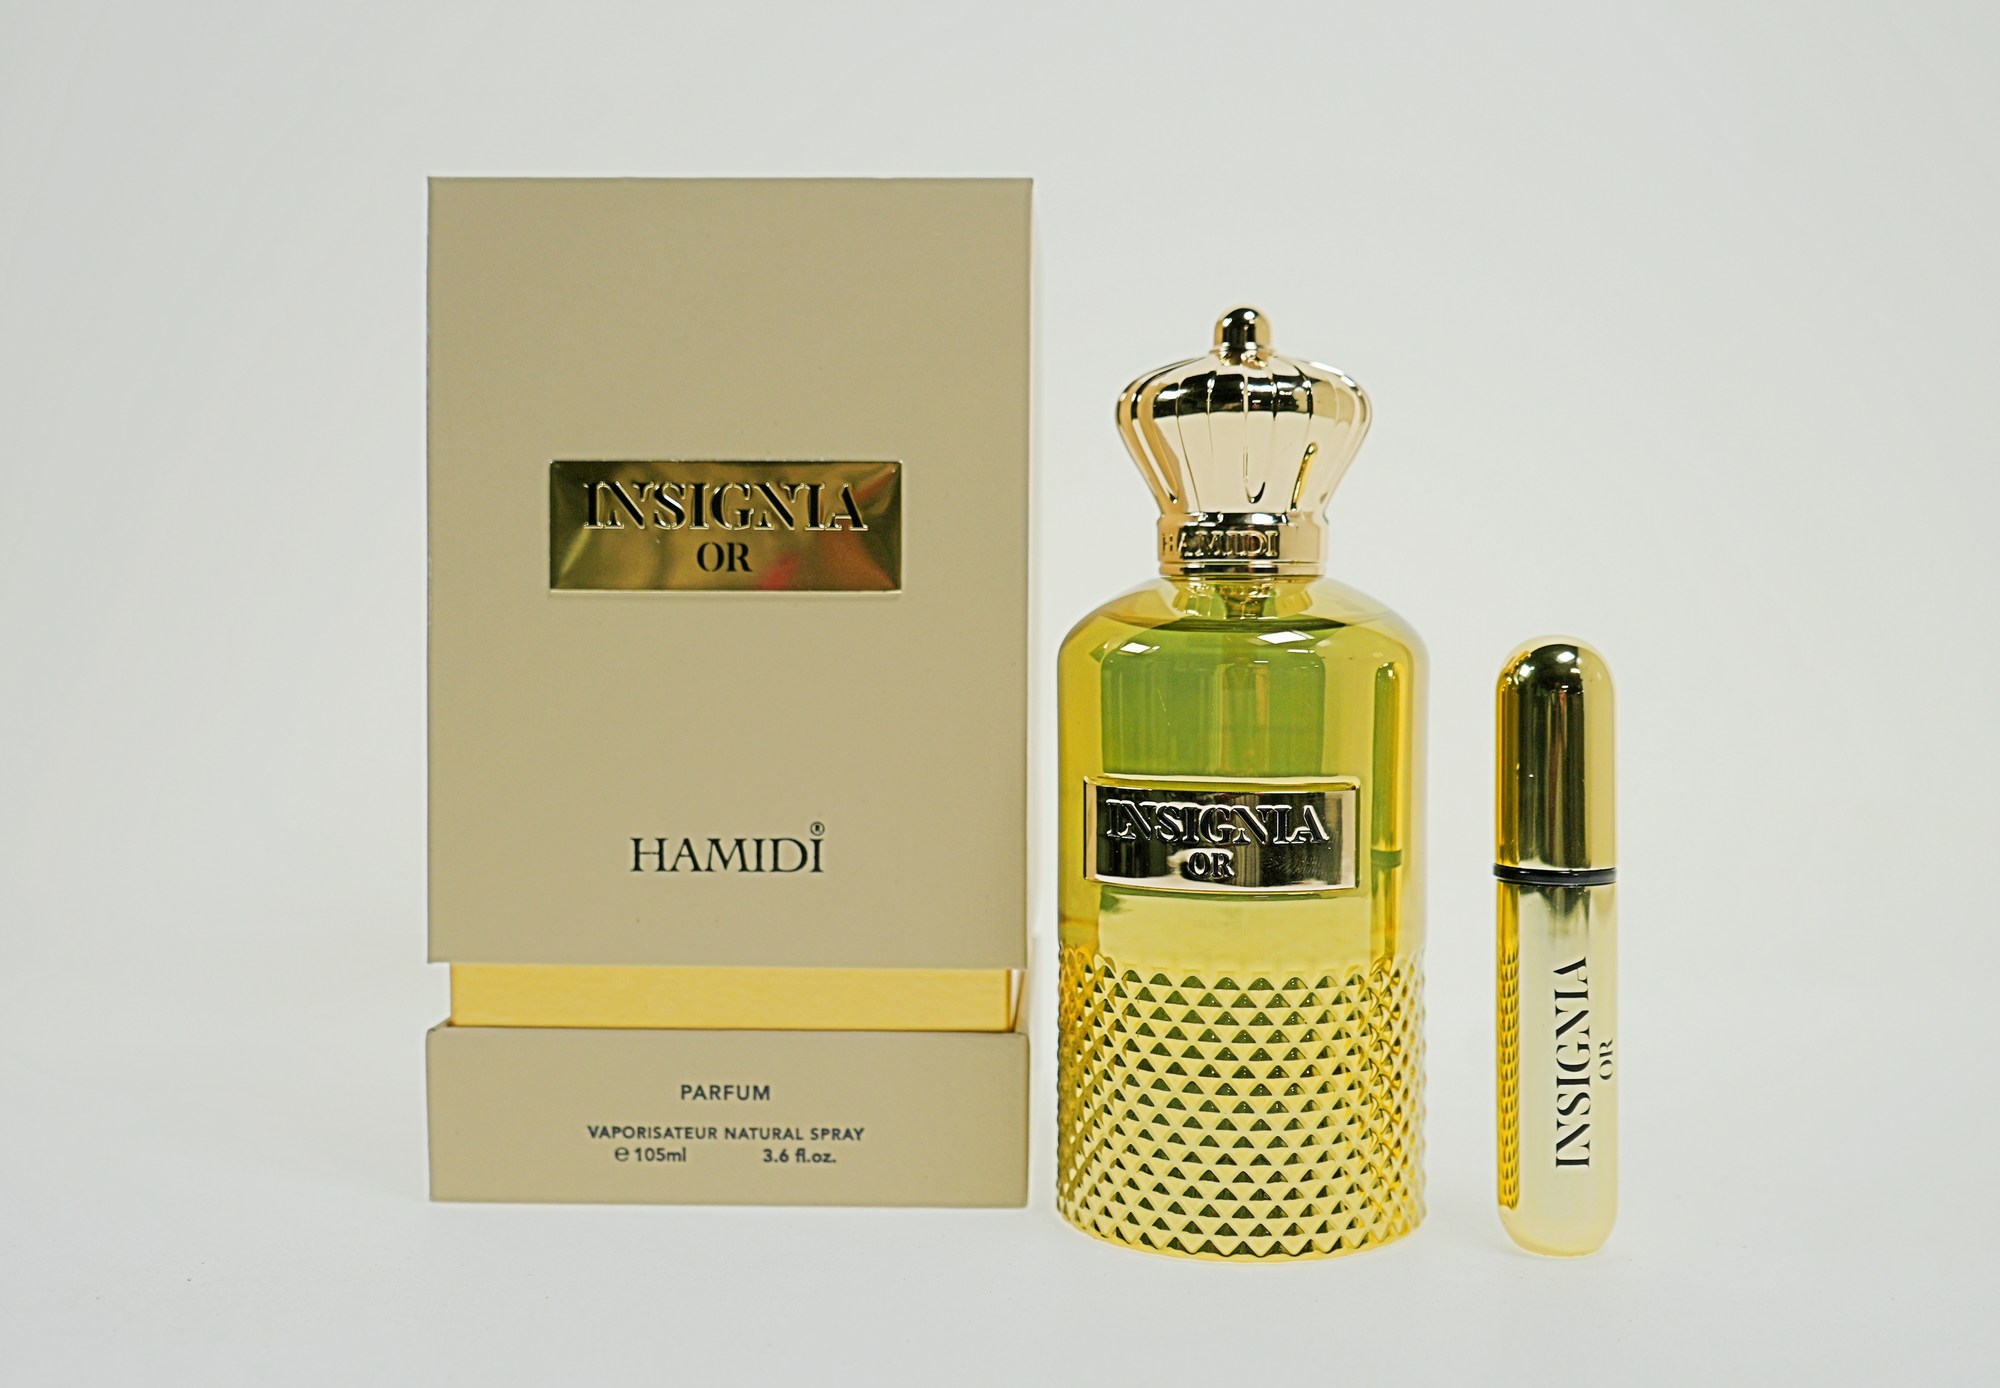 INSIGNIA
OR
HAMIDI®
PARFUM
VAPORISATEUR NATURAL SPRAY
℮ 105ml 3.6 fl.oz.
HAMIDI
INSIGNIA
OR
INSIGNIA
OR